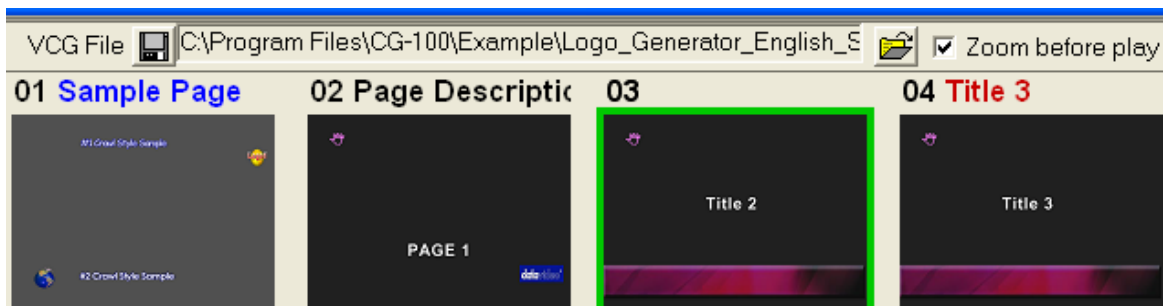 VCG File C:\Program Files\CG-100\Example\Logo_Generator_English_S Zoom before play
01 Sample Page 02 Page Descriptic 03 04 Title 3
#1 Crawl Style Sample
Title 2 Title 3
PAGE 1
datavideo
#2 Crawl Style Sample